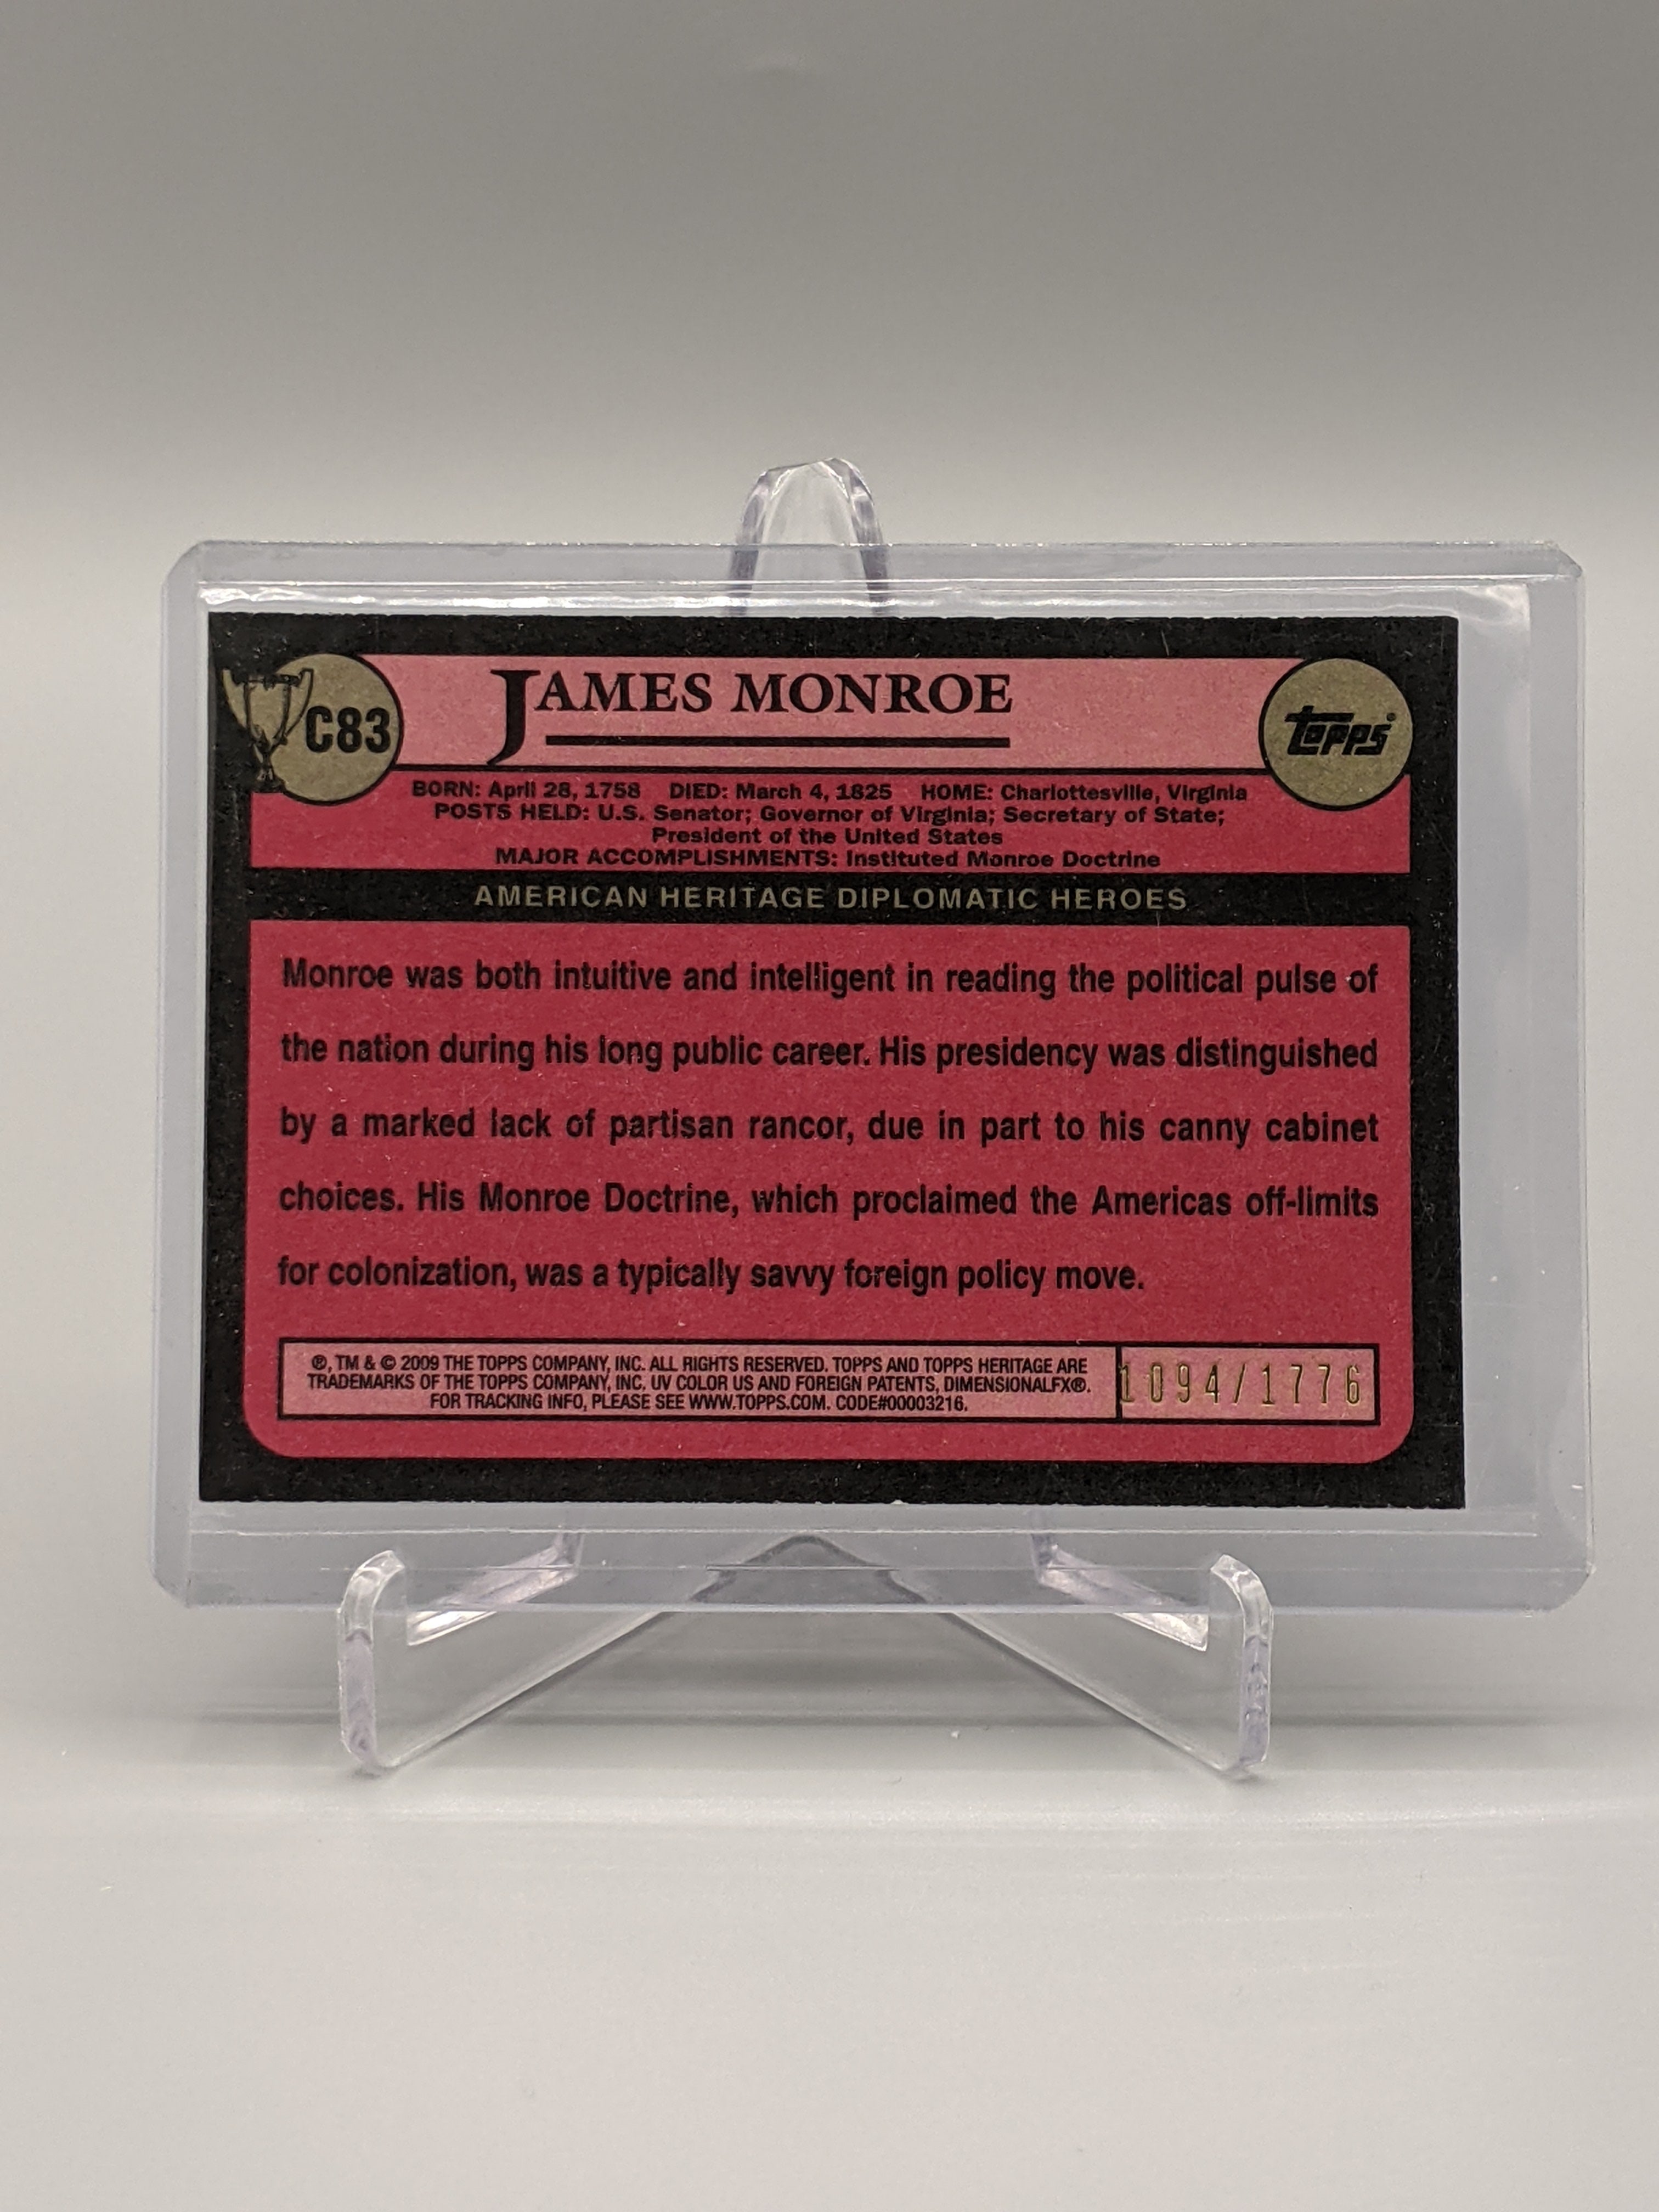 C83
JAMES MONROE
topps
BORN: April 28, 1758 DIED: March 4, 1825 HOME: Charlottesville, Virginia
POSTS HELD: U.S. Senator; Governor of Virginia; Secretary of State;
President of the United States
MAJOR ACCOMPLISHMENTS: Instituted Monroe Doctrine
AMERICAN HERITAGE DIPLOMATIC HEROES
Monroe was both intuitive and intelligent in reading the political pulse of
the nation during his long public career. His presidency was distinguished
by a marked lack of partisan rancor, due in part to his canny cabinet
choices. His Monroe Doctrine, which proclaimed the Americas off-limits
for colonization, was a typically savvy foreign policy move.
®, TM & © 2009 THE TOPPS COMPANY, INC. ALL RIGHTS RESERVED. TOPPS AND TOPPS HERITAGE ARE
TRADEMARKS OF THE TOPPS COMPANY, INC. UV COLOR US AND FOREIGN PATENTS, DIMENSIONALFX®.
FOR TRACKING INFO, PLEASE SEE WWW.TOPPS.COM. CODE#00003216.
1094/1776